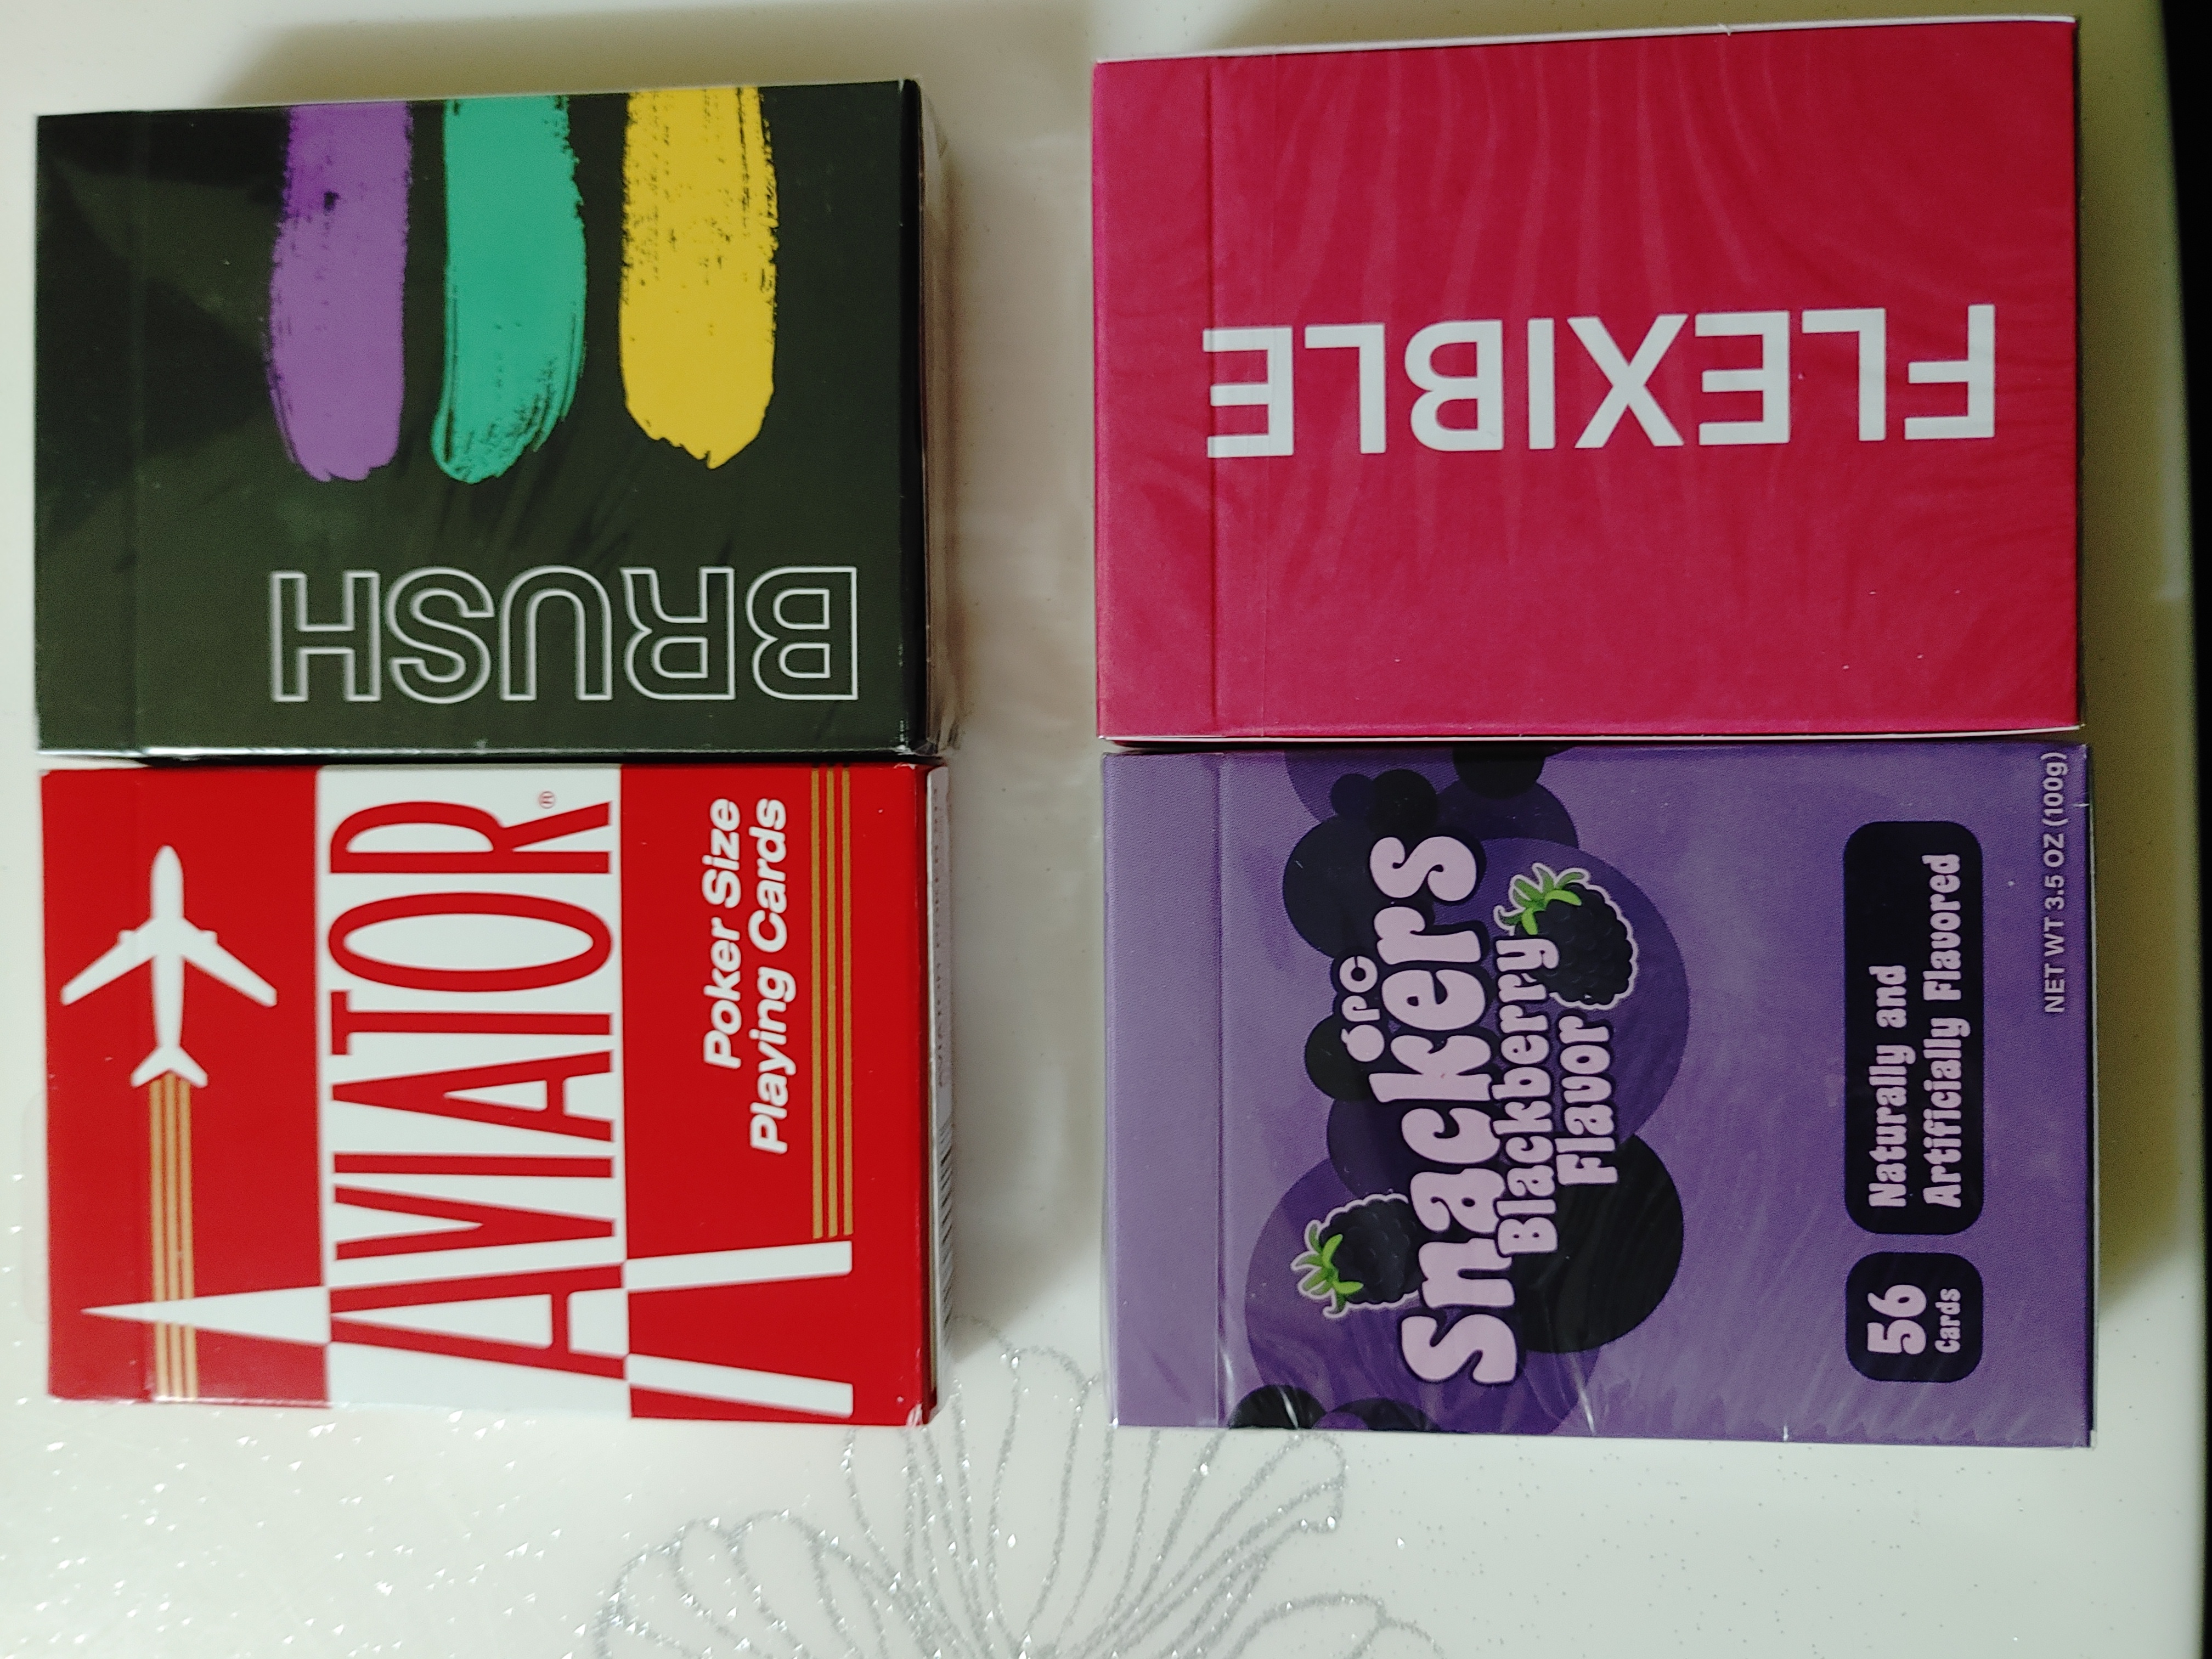 BRUSH
FLEXIBLE
AVIATOR®
Poker Size
Playing Cards
OPC
Snackers
Blackberry
Flavor
56
Cards
Naturally and
Artificially Flavored
NET WT 3.5 OZ (100g)